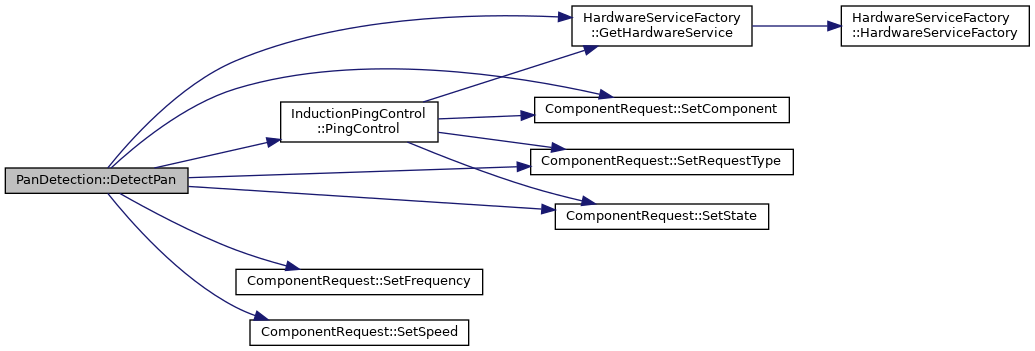 HardwareServiceFactory
::GetHardwareService
HardwareServiceFactory
::HardwareServiceFactory
ComponentRequest::SetComponent
InductionPingControl
::PingControl
ComponentRequest::SetRequestType
PanDetection::DetectPan
ComponentRequest::SetState
ComponentRequest::SetFrequency
ComponentRequest::SetSpeed